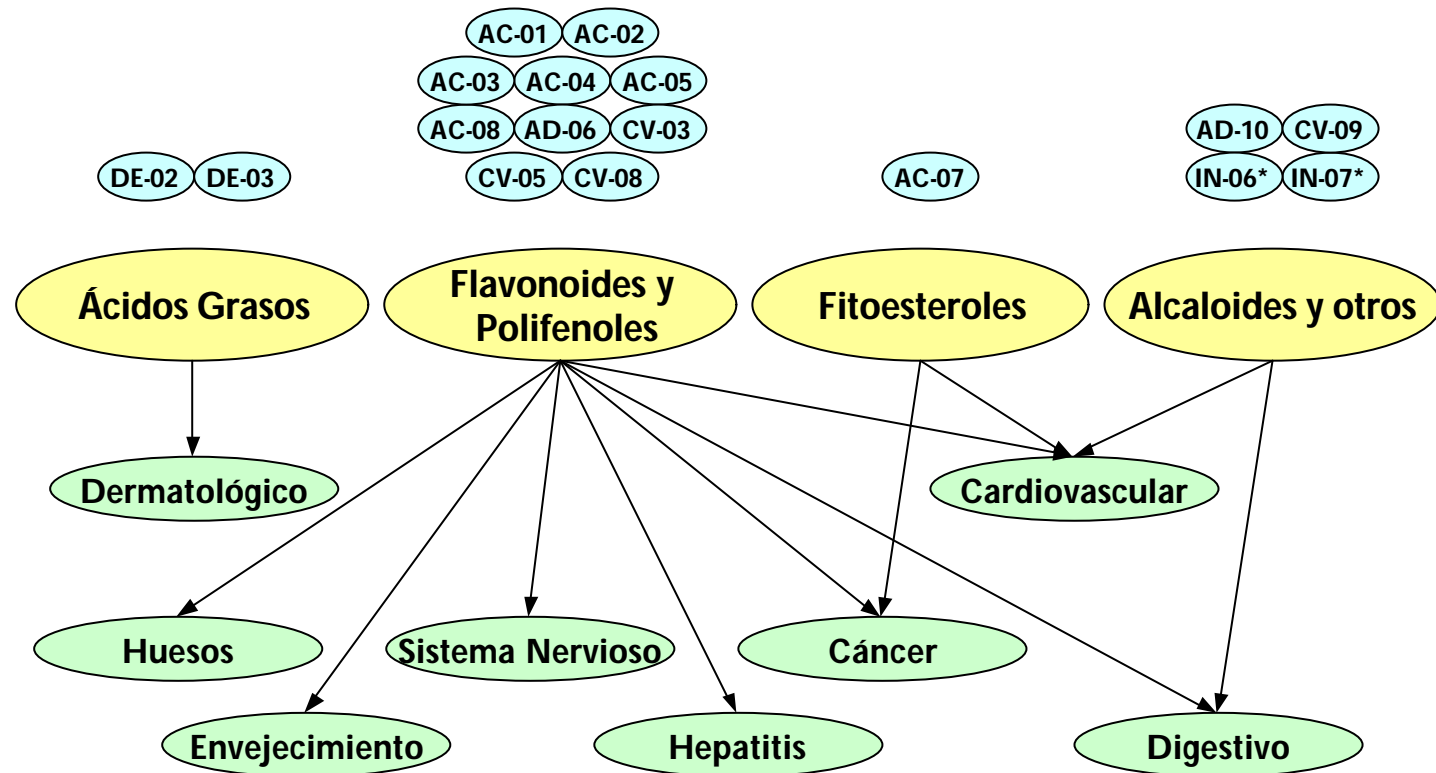 AC-01 AC-02
AC-03 AC-04 AC-05
AC-08 AD-06 CV-03 AD-10 CV-09
DE-02 DE-03 CV-05 CV-08 AC-07 IN-06* IN-07*
Ácidos Grasos
Flavonoides y
Polifenoles
Fitoesteroles
Alcaloides y otros
Dermatológico
Cardiovascular
Huesos
Sistema Nervioso
Cáncer
Envejecimiento
Hepatitis
Digestivo